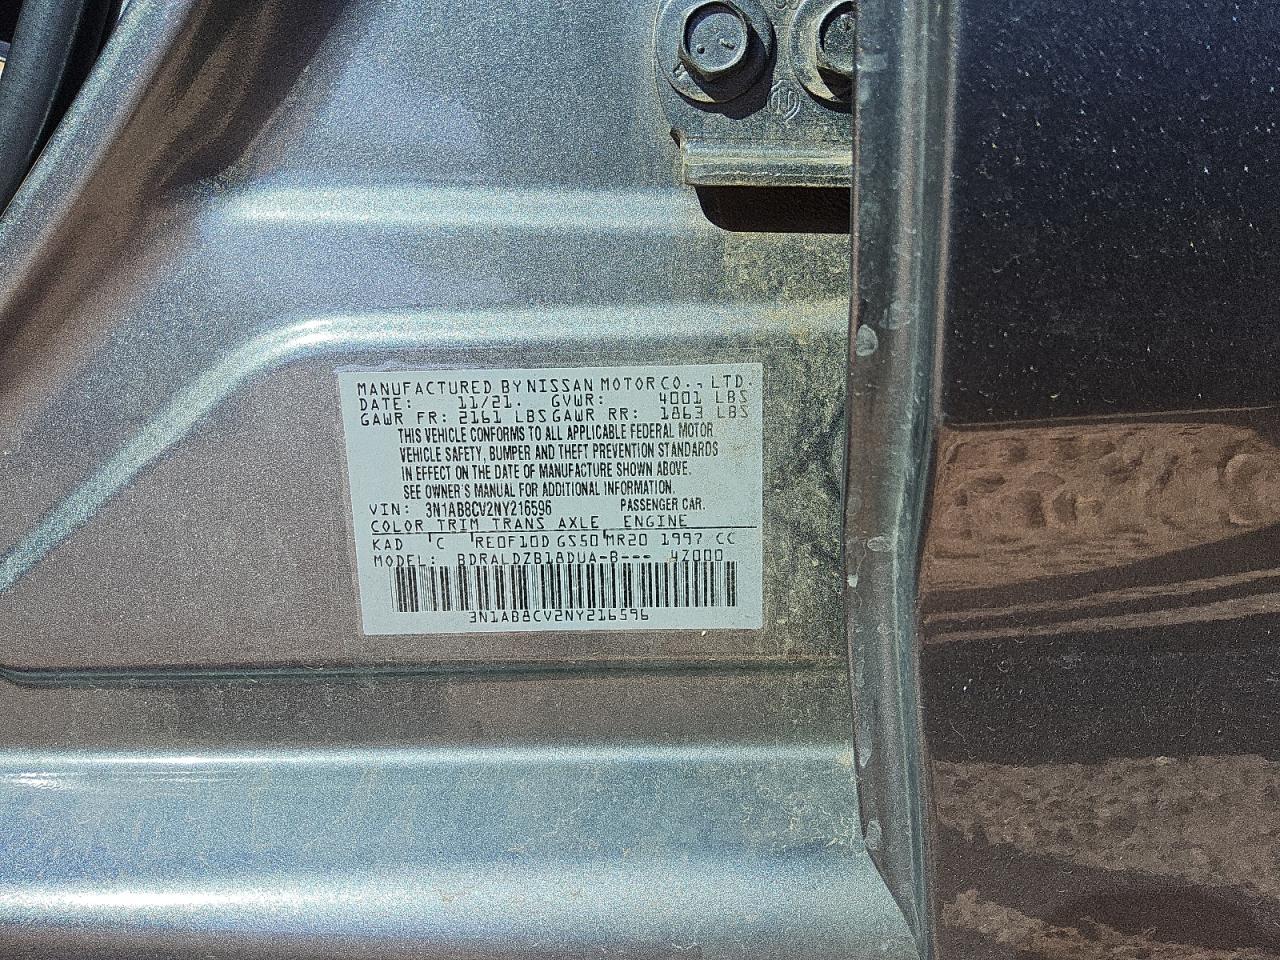 MANUFACTURED BY NISSAN MOTOR CO., LTD.
DATE: 11/21. GVWR: 4001 LBS
GAWR FR: 2161 LBS GAWR RR: 1863 LBS
THIS VEHICLE CONFORMS TO ALL APPLICABLE FEDERAL MOTOR
VEHICLE SAFETY, BUMPER AND THEFT PREVENTION STANDARDS
IN EFFECT ON THE DATE OF MANUFACTURE SHOWN ABOVE.
SEE OWNER'S MANUAL FOR ADDITIONAL INFORMATION.
VIN: 3N1AB8CV2NY216596 PASSENGER CAR.
COLOR TRIM TRANS AXLE ENGINE
KAD C RE0F10D GS50 MR20 1997 CC
MODEL: BDRALDZB18DUA-B--- 4Z000
3N1AB8CV2NY216596